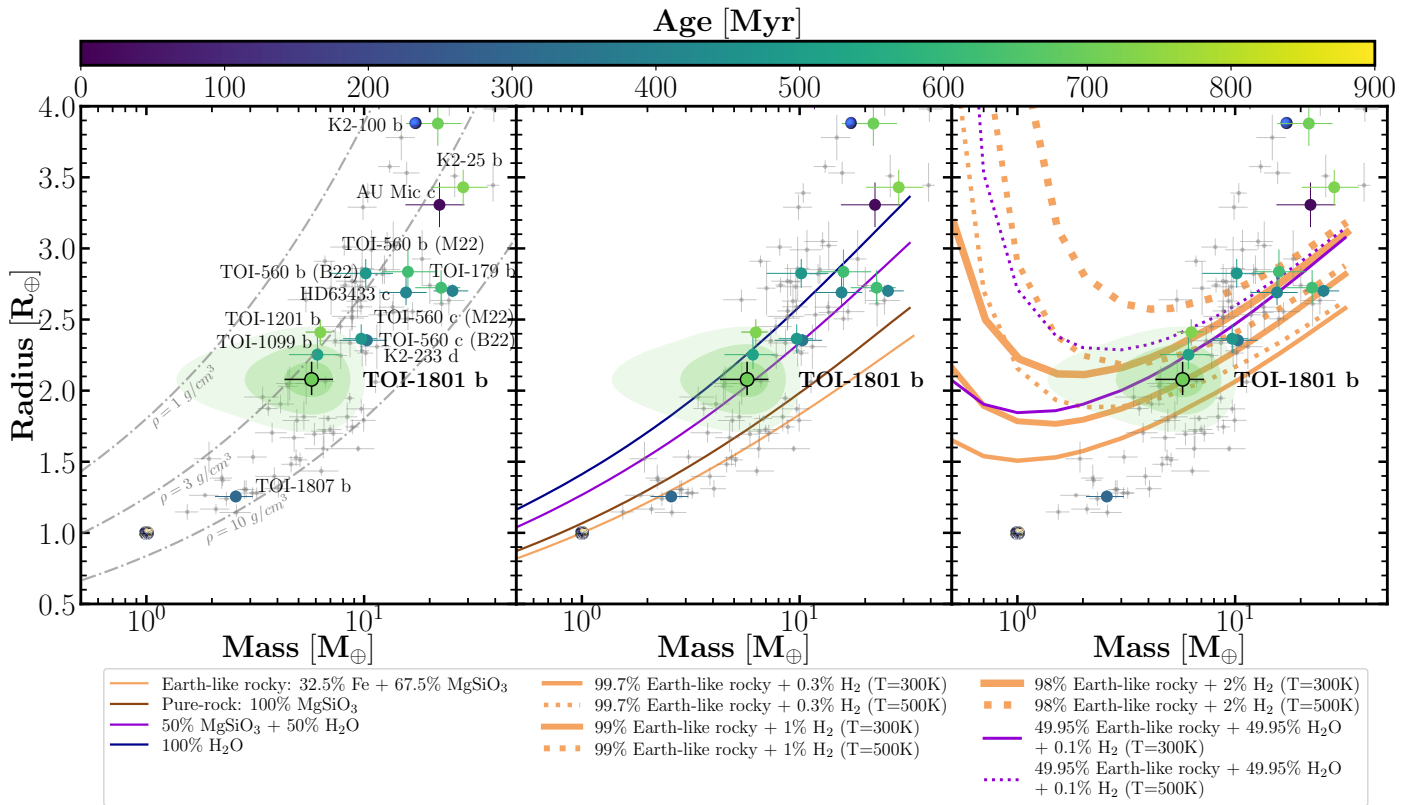 Age [Myr]
0 100 200 300 400 500 600 700 800 900
Radius [R⊕]
4.0
3.5
3.0
2.5
2.0
1.5
1.0
0.5
K2-100 b
K2-25 b
AU Mic c
TOI-560 b (M22)
TOI-560 b (B22)
TOI-179 b
HD63433 c
TOI-560 c (M22)
TOI-1201 b
TOI-560 c (B22)
TOI-1099 b
K2-233 d
TOI-1801 b
ρ = 1 g/cm³
ρ = 3 g/cm³
TOI-1807 b
ρ = 10 g/cm³
TOI-1801 b
TOI-1801 b
10⁰ 10¹ 10⁰ 10¹ 10⁰ 10¹
Mass [M⊕] Mass [M⊕] Mass [M⊕]
Earth-like rocky: 32.5% Fe + 67.5% MgSiO₃
Pure-rock: 100% MgSiO₃
50% MgSiO₃ + 50% H₂O
100% H₂O
99.7% Earth-like rocky + 0.3% H₂ (T=300K)
99.7% Earth-like rocky + 0.3% H₂ (T=500K)
99% Earth-like rocky + 1% H₂ (T=300K)
99% Earth-like rocky + 1% H₂ (T=500K)
98% Earth-like rocky + 2% H₂ (T=300K)
98% Earth-like rocky + 2% H₂ (T=500K)
49.95% Earth-like rocky + 49.95% H₂O
+ 0.1% H₂ (T=300K)
49.95% Earth-like rocky + 49.95% H₂O
+ 0.1% H₂ (T=500K)